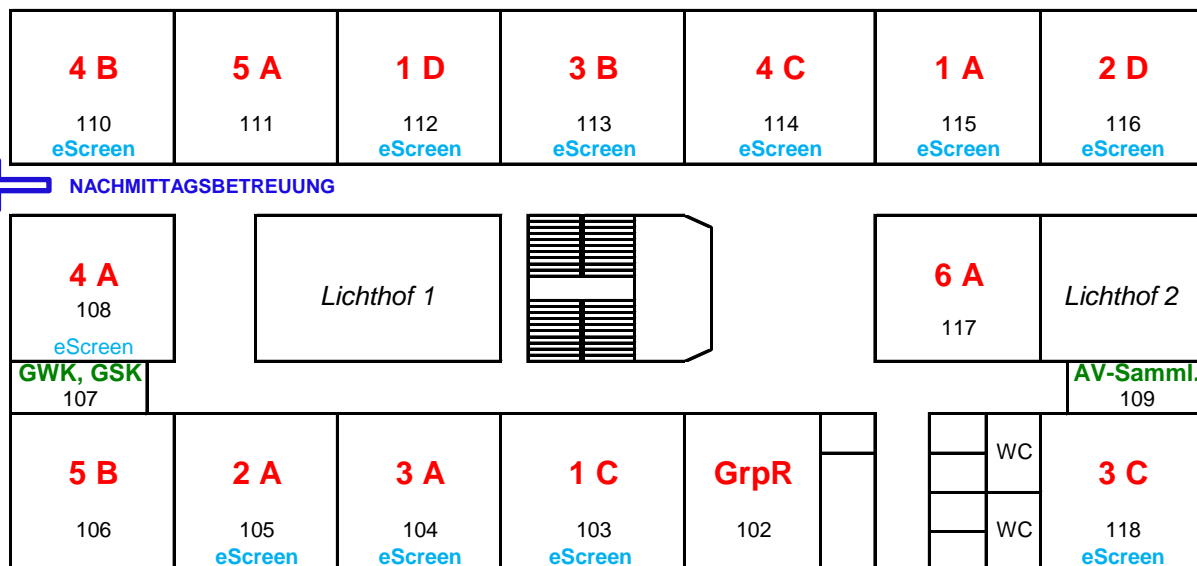 4 B
110
eScreen
5 A
111
1 D
112
eScreen
3 B
113
eScreen
4 C
114
eScreen
1 A
115
eScreen
2 D
116
eScreen
NACHMITTAGSBETREUUNG
4 A
108
eScreen
Lichthof 1
6 A
117
Lichthof 2
GWK, GSK
107
AV-Samml.
109
5 B
106
2 A
105
eScreen
3 A
104
eScreen
1 C
103
eScreen
GrpR
102
WC
WC
3 C
118
eScreen